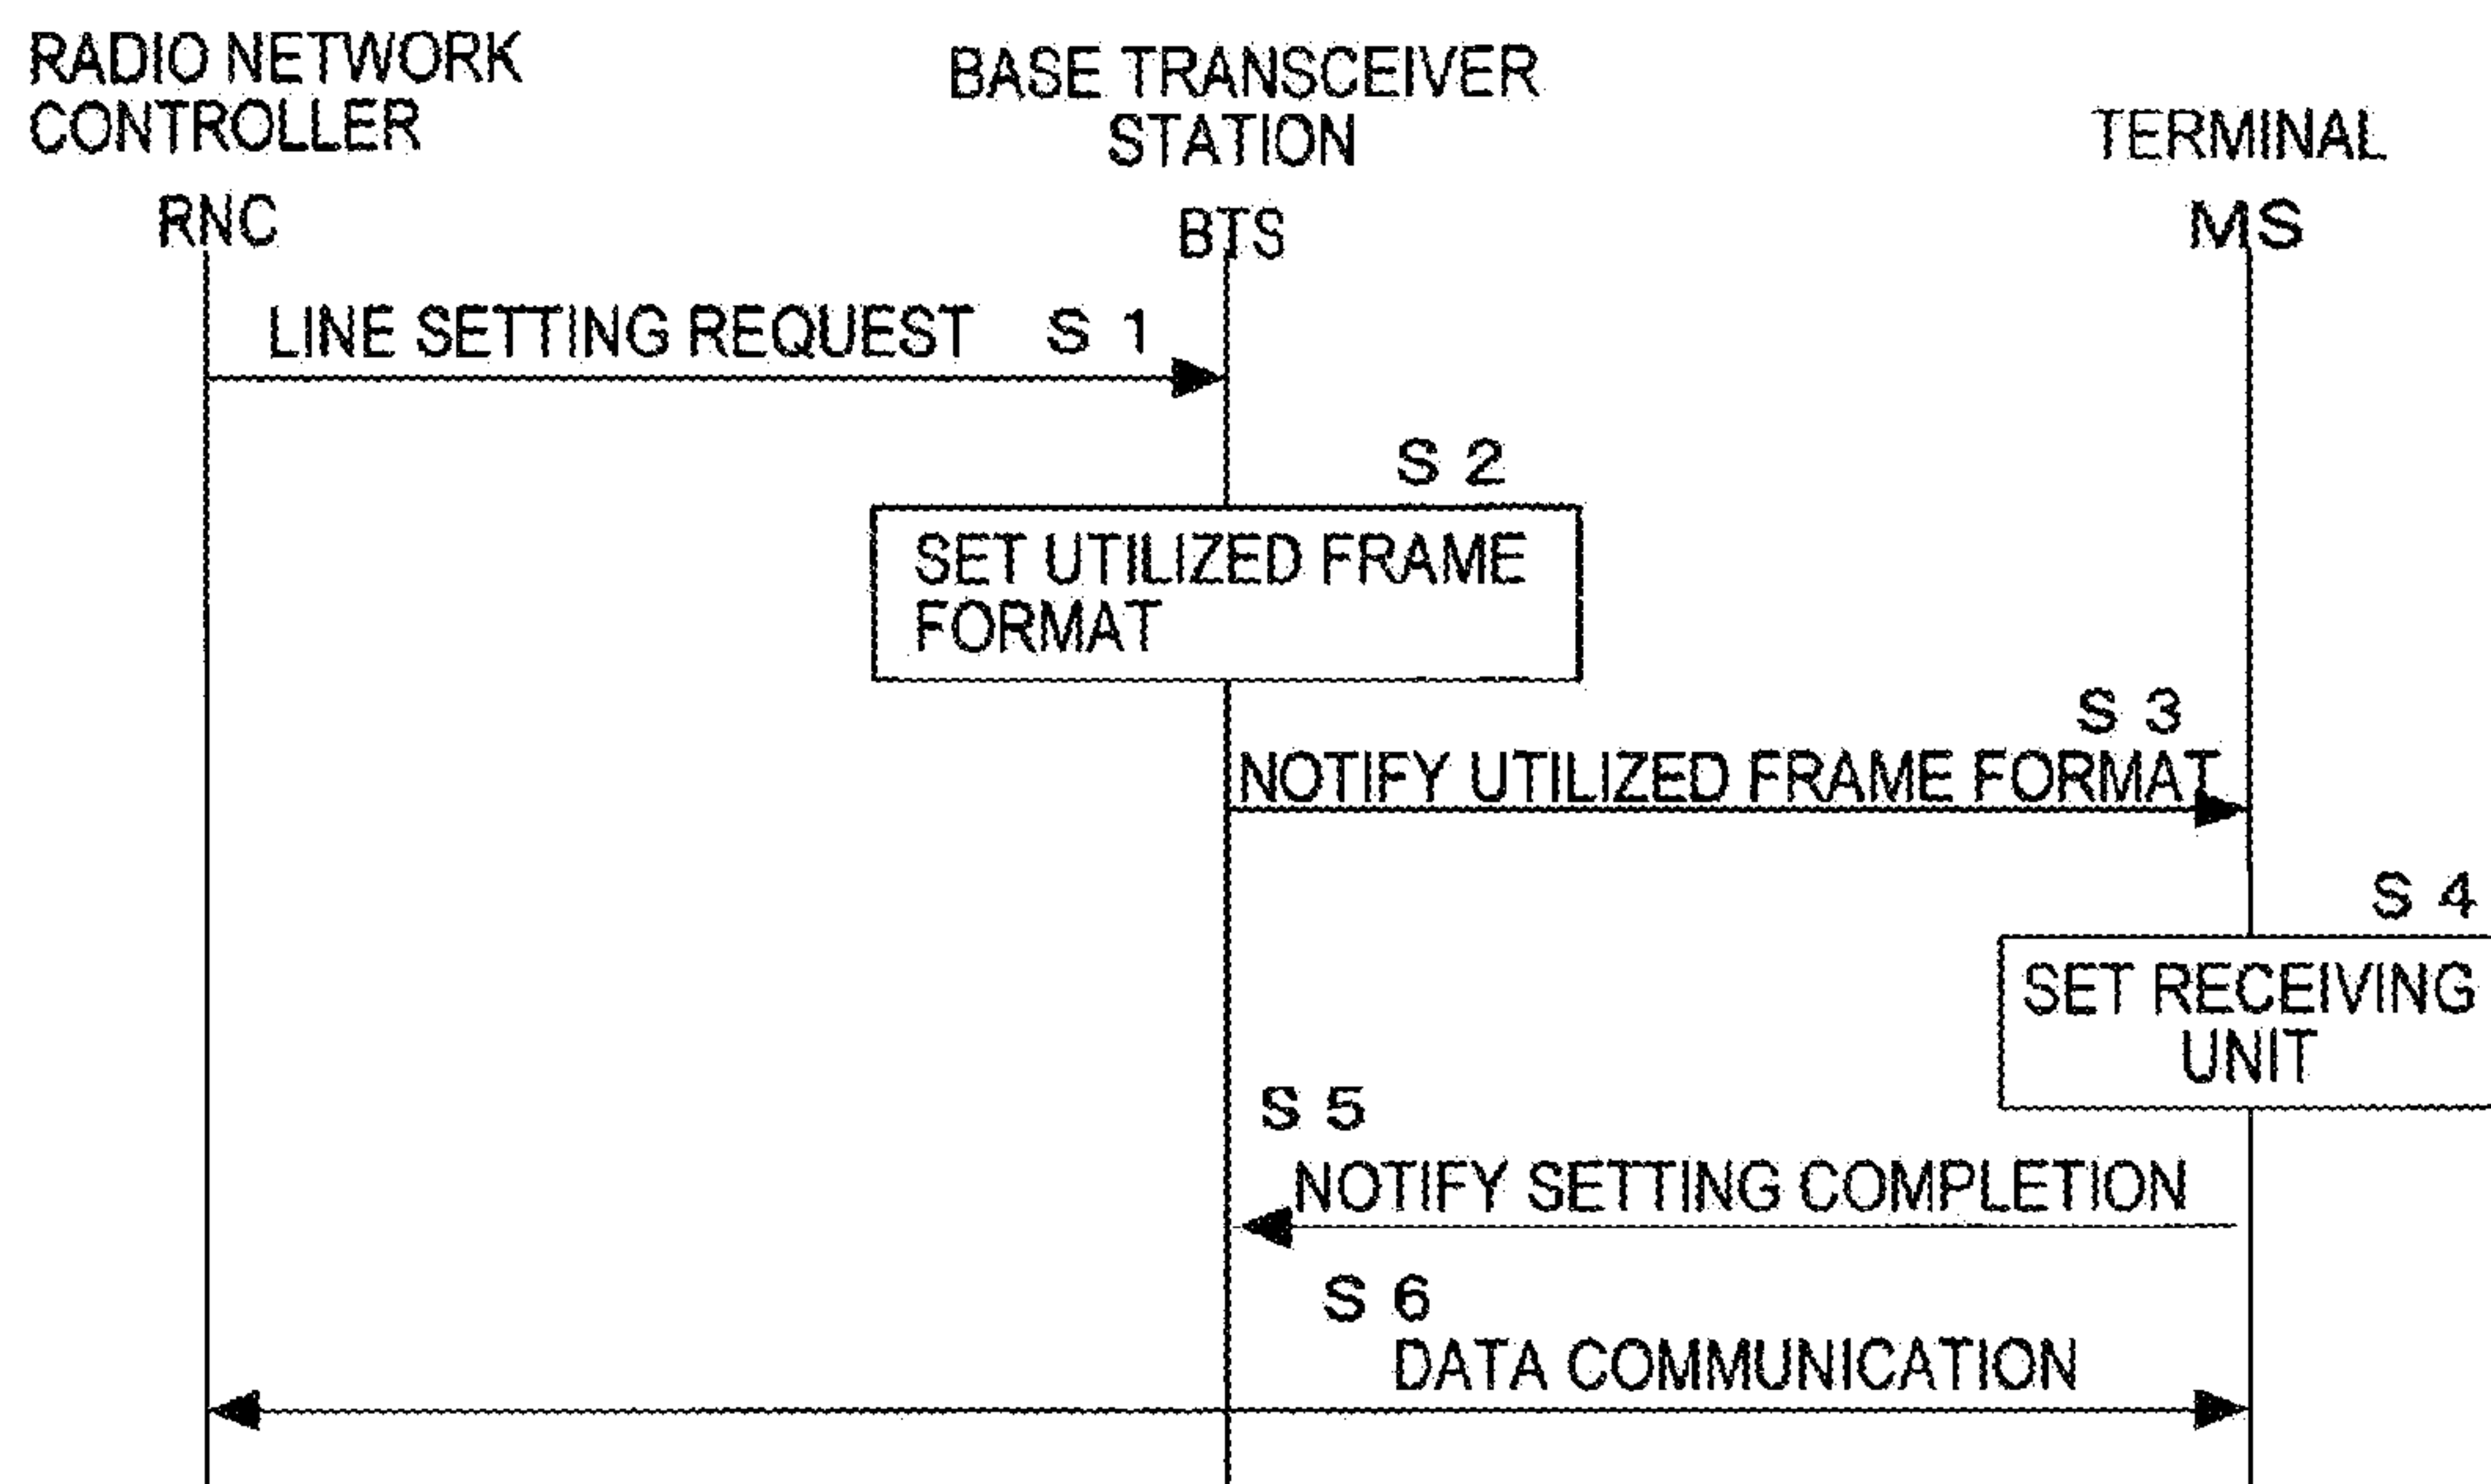 RADIO NETWORK
CONTROLLER
RNC
BASE TRANSCEIVER
STATION
BTS
TERMINAL
MS
LINE SETTING REQUEST S 1
S 2
SET UTILIZED FRAME
FORMAT
S 3
NOTIFY UTILIZED FRAME FORMAT
S 4
SET RECEIVING
UNIT
S 5
NOTIFY SETTING COMPLETION
S 6
DATA COMMUNICATION